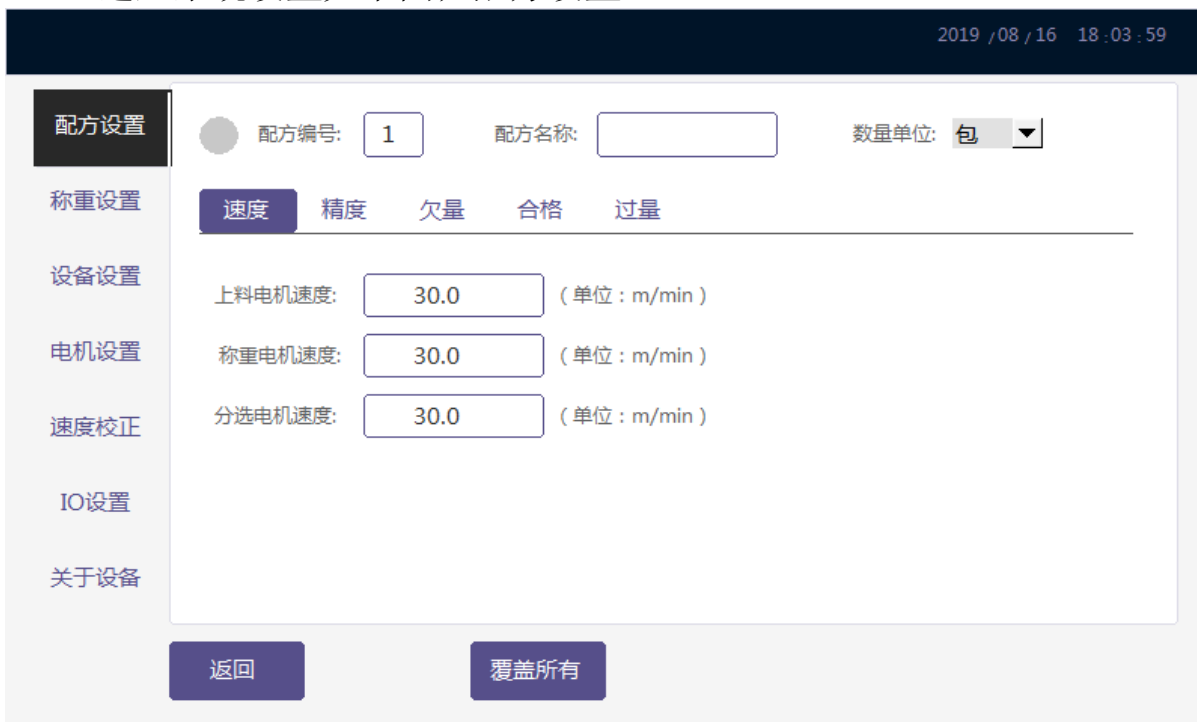 2019 / 08 / 16 18 : 03 : 59
配方设置
配方编号: 1 配方名称: 数量单位: 包
称重设置
速度 精度 欠量 合格 过量
设备设置
上料电机速度: 30.0 （单位：m/min）
电机设置
称重电机速度: 30.0 （单位：m/min）
速度校正
分选电机速度: 30.0 （单位：m/min）
IO设置
关于设备
返回 覆盖所有